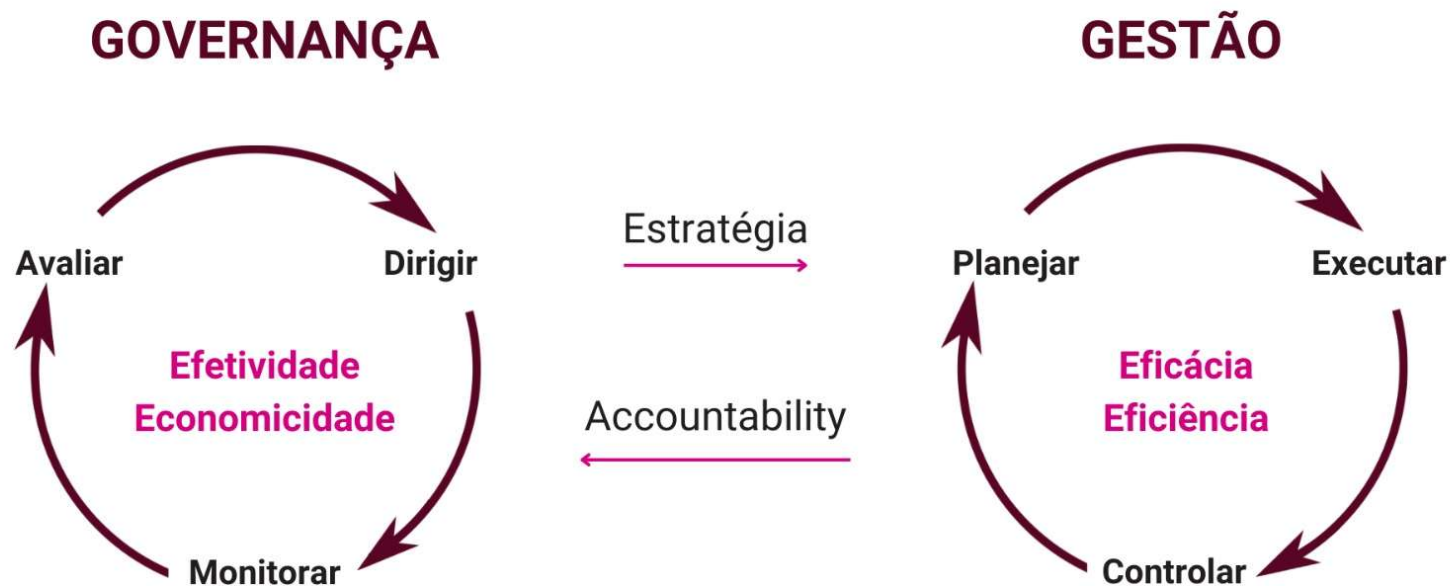 GOVERNANÇA
GESTÃO
Avaliar
Dirigir
Efetividade
Economicidade
Monitorar
Estratégia
Accountability
Planejar
Executar
Eficácia
Eficiência
Controlar